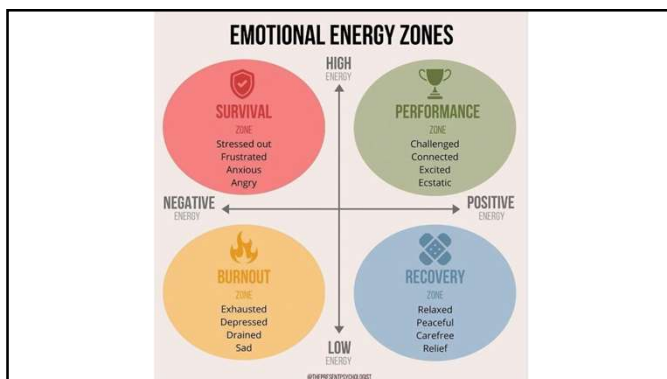 EMOTIONAL ENERGY ZONES
HIGH
ENERGY
SURVIVAL
ZONE
Stressed out
Frustrated
Anxious
Angry
PERFORMANCE
ZONE
Challenged
Connected
Excited
Ecstatic
NEGATIVE
ENERGY
POSITIVE
ENERGY
BURNOUT
ZONE
Exhausted
Depressed
Drained
Sad
RECOVERY
ZONE
Relaxed
Peaceful
Carefree
Relief
LOW
ENERGY
@THEPRESENTPSYCHOLOGIST